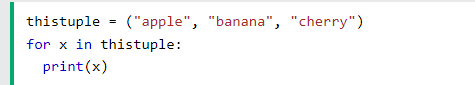 thistuple = ("apple", "banana", "cherry")
for x in thistuple:
  print(x)